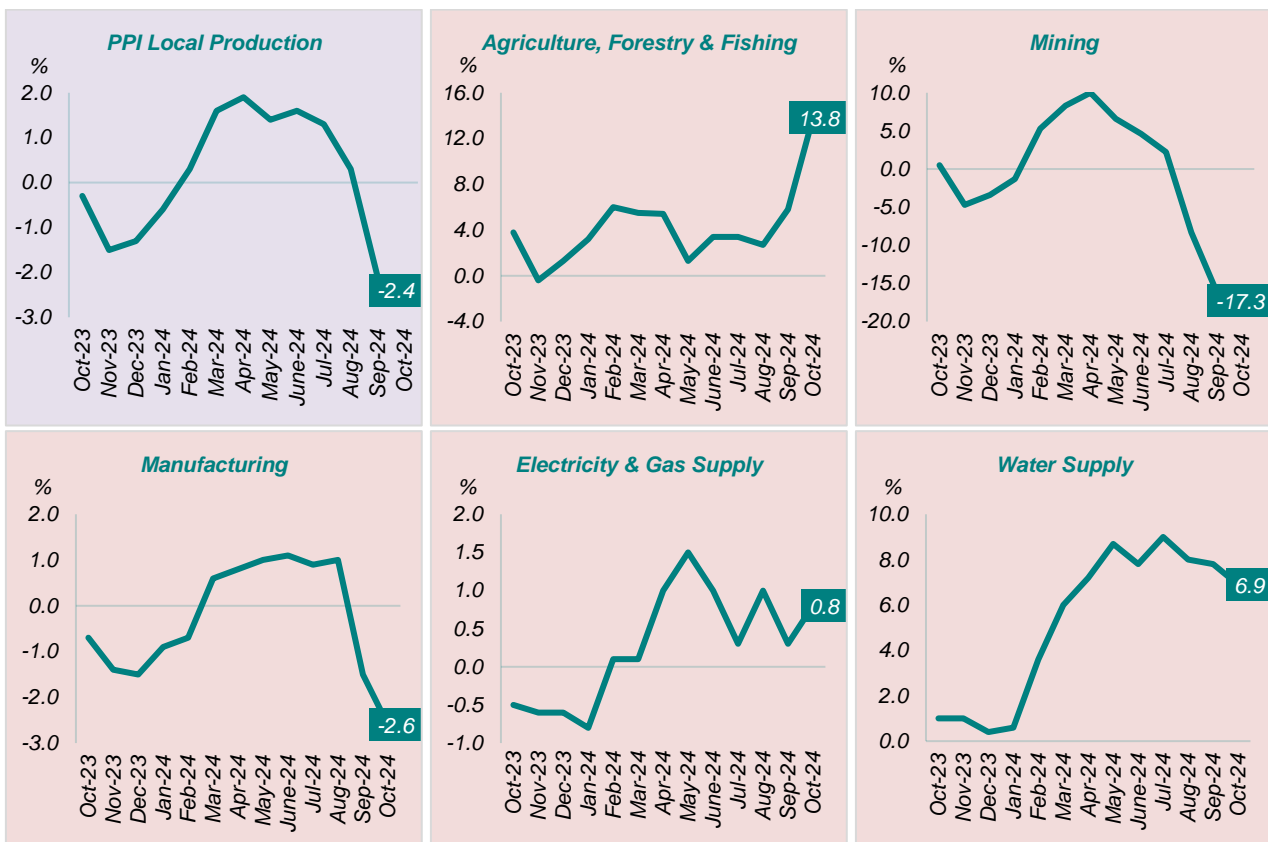 PPI Local Production
%
2.0
1.0
0.0
-1.0
-2.0
-3.0
-2.4
Oct-23
Nov-23
Dec-23
Jan-24
Feb-24
Mar-24
Apr-24
May-24
June-24
Jul-24
Aug-24
Sep-24
Oct-24
Agriculture, Forestry & Fishing
%
16.0
12.0
8.0
4.0
0.0
-4.0
13.8
Oct-23
Nov-23
Dec-23
Jan-24
Feb-24
Mar-24
Apr-24
May-24
June-24
Jul-24
Aug-24
Sep-24
Oct-24
Mining
%
10.0
5.0
0.0
-5.0
-10.0
-15.0
-20.0
-17.3
Oct-23
Nov-23
Dec-23
Jan-24
Feb-24
Mar-24
Apr-24
May-24
June-24
Jul-24
Aug-24
Sep-24
Oct-24
Manufacturing
%
2.0
1.0
0.0
-1.0
-2.0
-3.0
-2.6
Oct-23
Nov-23
Dec-23
Jan-24
Feb-24
Mar-24
Apr-24
May-24
June-24
Jul-24
Aug-24
Sep-24
Oct-24
Electricity & Gas Supply
%
2.0
1.5
1.0
0.5
0.0
-0.5
-1.0
0.8
Oct-23
Nov-23
Dec-23
Jan-24
Feb-24
Mar-24
Apr-24
May-24
June-24
Jul-24
Aug-24
Sep-24
Oct-24
Water Supply
%
10.0
8.0
6.0
4.0
2.0
0.0
6.9
Oct-23
Nov-23
Dec-23
Jan-24
Feb-24
Mar-24
Apr-24
May-24
June-24
Jul-24
Aug-24
Sep-24
Oct-24